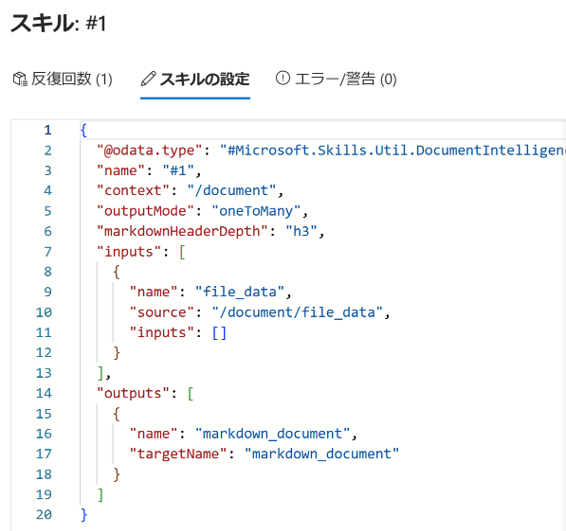 スキル: #1
反復回数 (1) スキルの設定 エラー/警告 (0)
1 {
2 "@odata.type": "#Microsoft.Skills.Util.DocumentIntelligen
3 "name": "#1",
4 "context": "/document",
5 "outputMode": "oneToMany",
6 "markdownHeaderDepth": "h3",
7 "inputs": [
8 {
9 "name": "file_data",
10 "source": "/document/file_data",
11 "inputs": []
12 }
13 ],
14 "outputs": [
15 {
16 "name": "markdown_document",
17 "targetName": "markdown_document"
18 }
19 ]
20 }